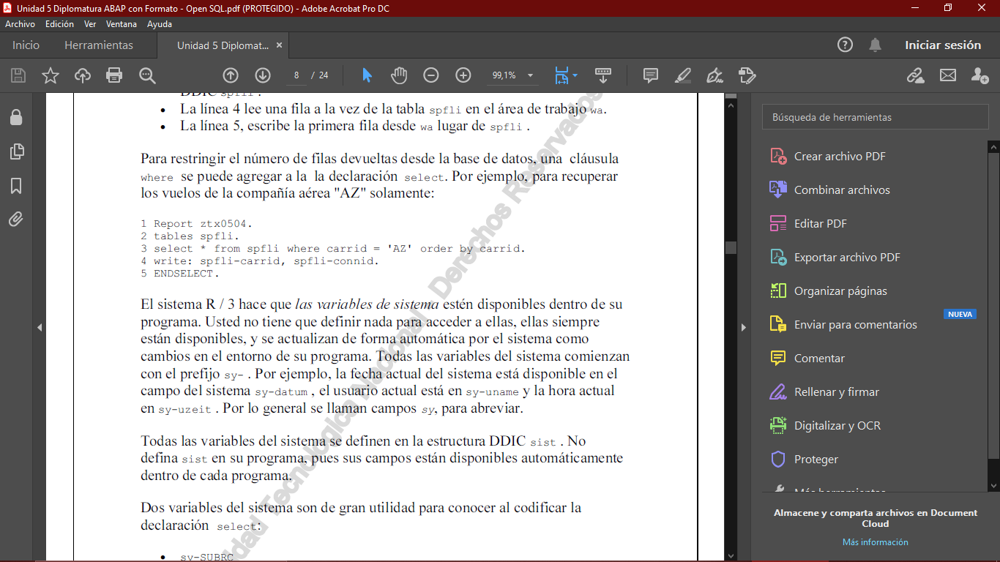 Unidad 5 Diplomatura ABAP con Formato - Open SQL.pdf (PROTEGIDO) - Adobe Acrobat Pro DC
Archivo Edición Ver Ventana Ayuda
Inicio Herramientas Unidad 5 Diplomat... × Iniciar sesión
8 / 24 99,1%
DDIC spfli .
• La línea 4 lee una fila a la vez de la tabla spfli en el área de trabajo wa.
• La línea 5, escribe la primera fila desde wa lugar de spfli .
Para restringir el número de filas devueltas desde la base de datos, una cláusula
where se puede agregar a la la declaración select. Por ejemplo, para recuperar
los vuelos de la compañía aérea "AZ" solamente:
1 Report ztx0504.
2 tables spfli.
3 select * from spfli where carrid = 'AZ' order by carrid.
4 write: spfli-carrid, spfli-connid.
5 ENDSELECT.
El sistema R / 3 hace que las variables de sistema estén disponibles dentro de su
programa. Usted no tiene que definir nada para acceder a ellas, ellas siempre
están disponibles, y se actualizan de forma automática por el sistema como
cambios en el entorno de su programa. Todas las variables del sistema comienzan
con el prefijo sy- . Por ejemplo, la fecha actual del sistema está disponible en el
campo del sistema sy-datum , el usuario actual está en sy-uname y la hora actual
en sy-uzeit . Por lo general se llaman campos sy, para abreviar.
Todas las variables del sistema se definen en la estructura DDIC sist . No
defina sist en su programa, pues sus campos están disponibles automáticamente
dentro de cada programa.
Dos variables del sistema son de gran utilidad para conocer al codificar la
declaración select:
• sy-SUBRC
idad Tecnologica Nacional - Derechos Reservados
Búsqueda de herramientas
Crear archivo PDF
Combinar archivos
Editar PDF
Exportar archivo PDF
Organizar páginas
NUEVA
Enviar para comentarios
Comentar
Rellenar y firmar
Digitalizar y OCR
Proteger
Más herramientas
Almacene y comparta archivos en Document
Cloud
Más información